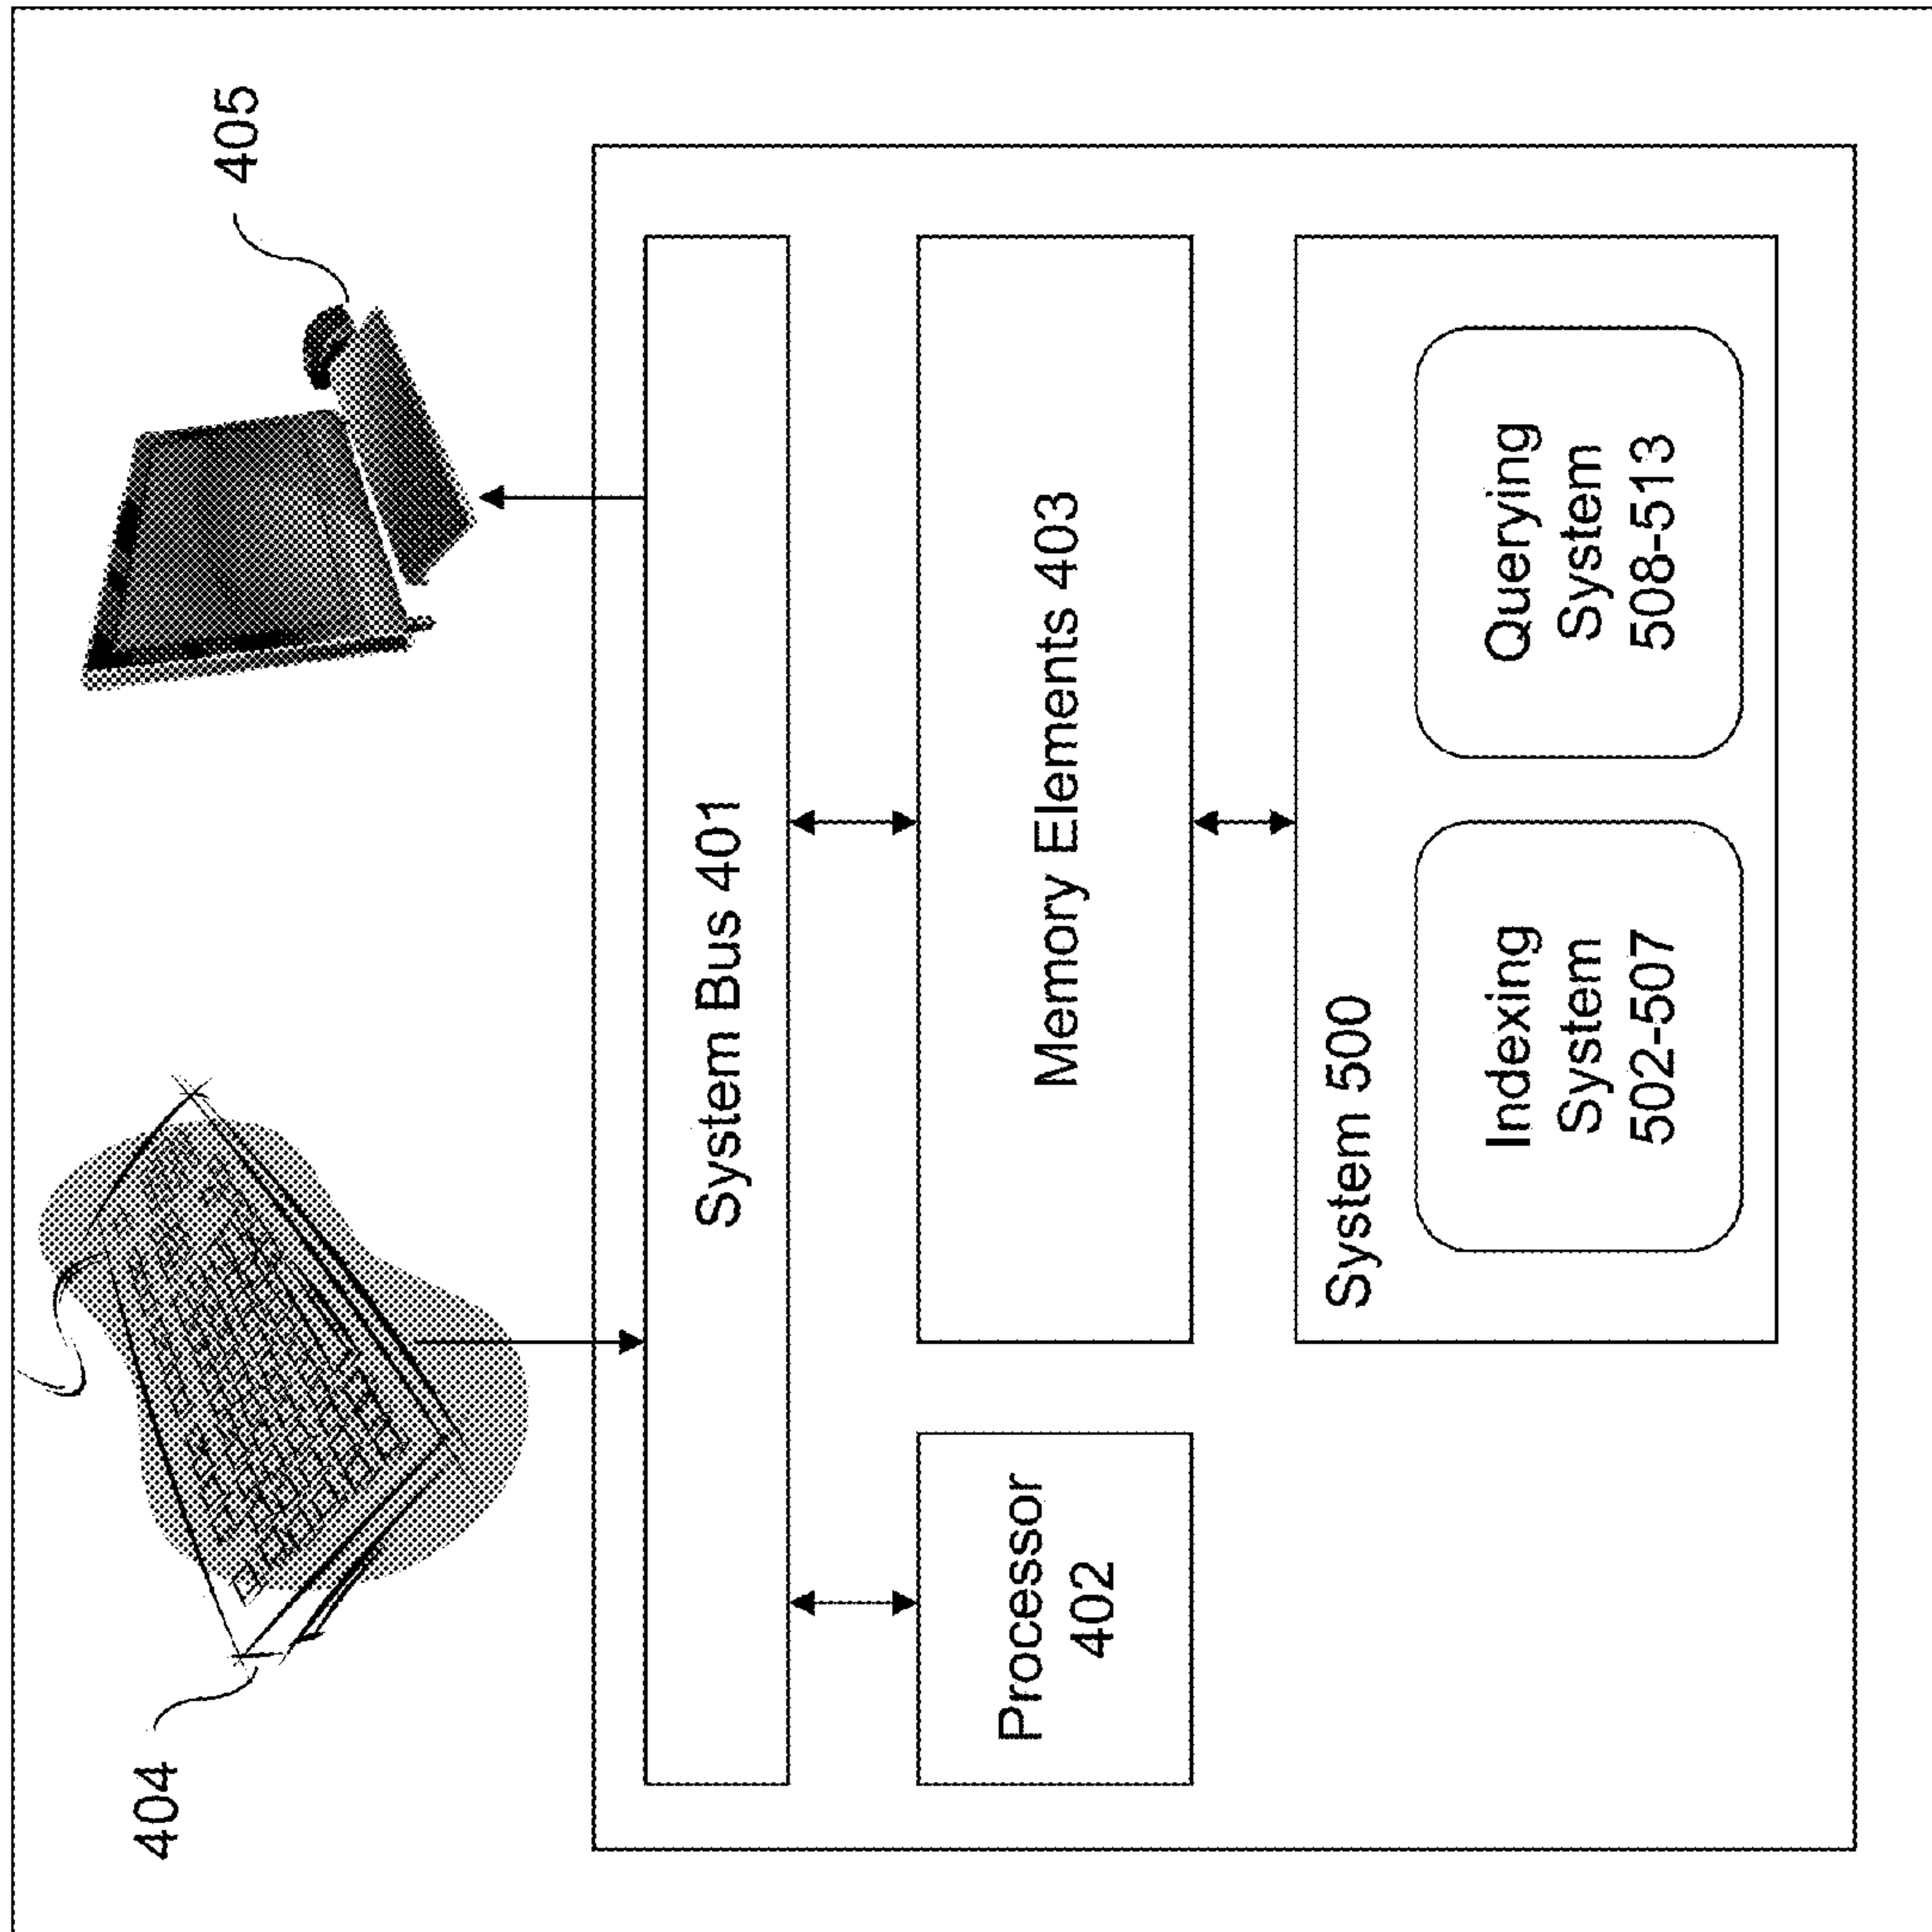 404
405
System Bus 401
Processor
402
Memory Elements 403
System 500
Indexing
System
502-507
Querying
System
508-513